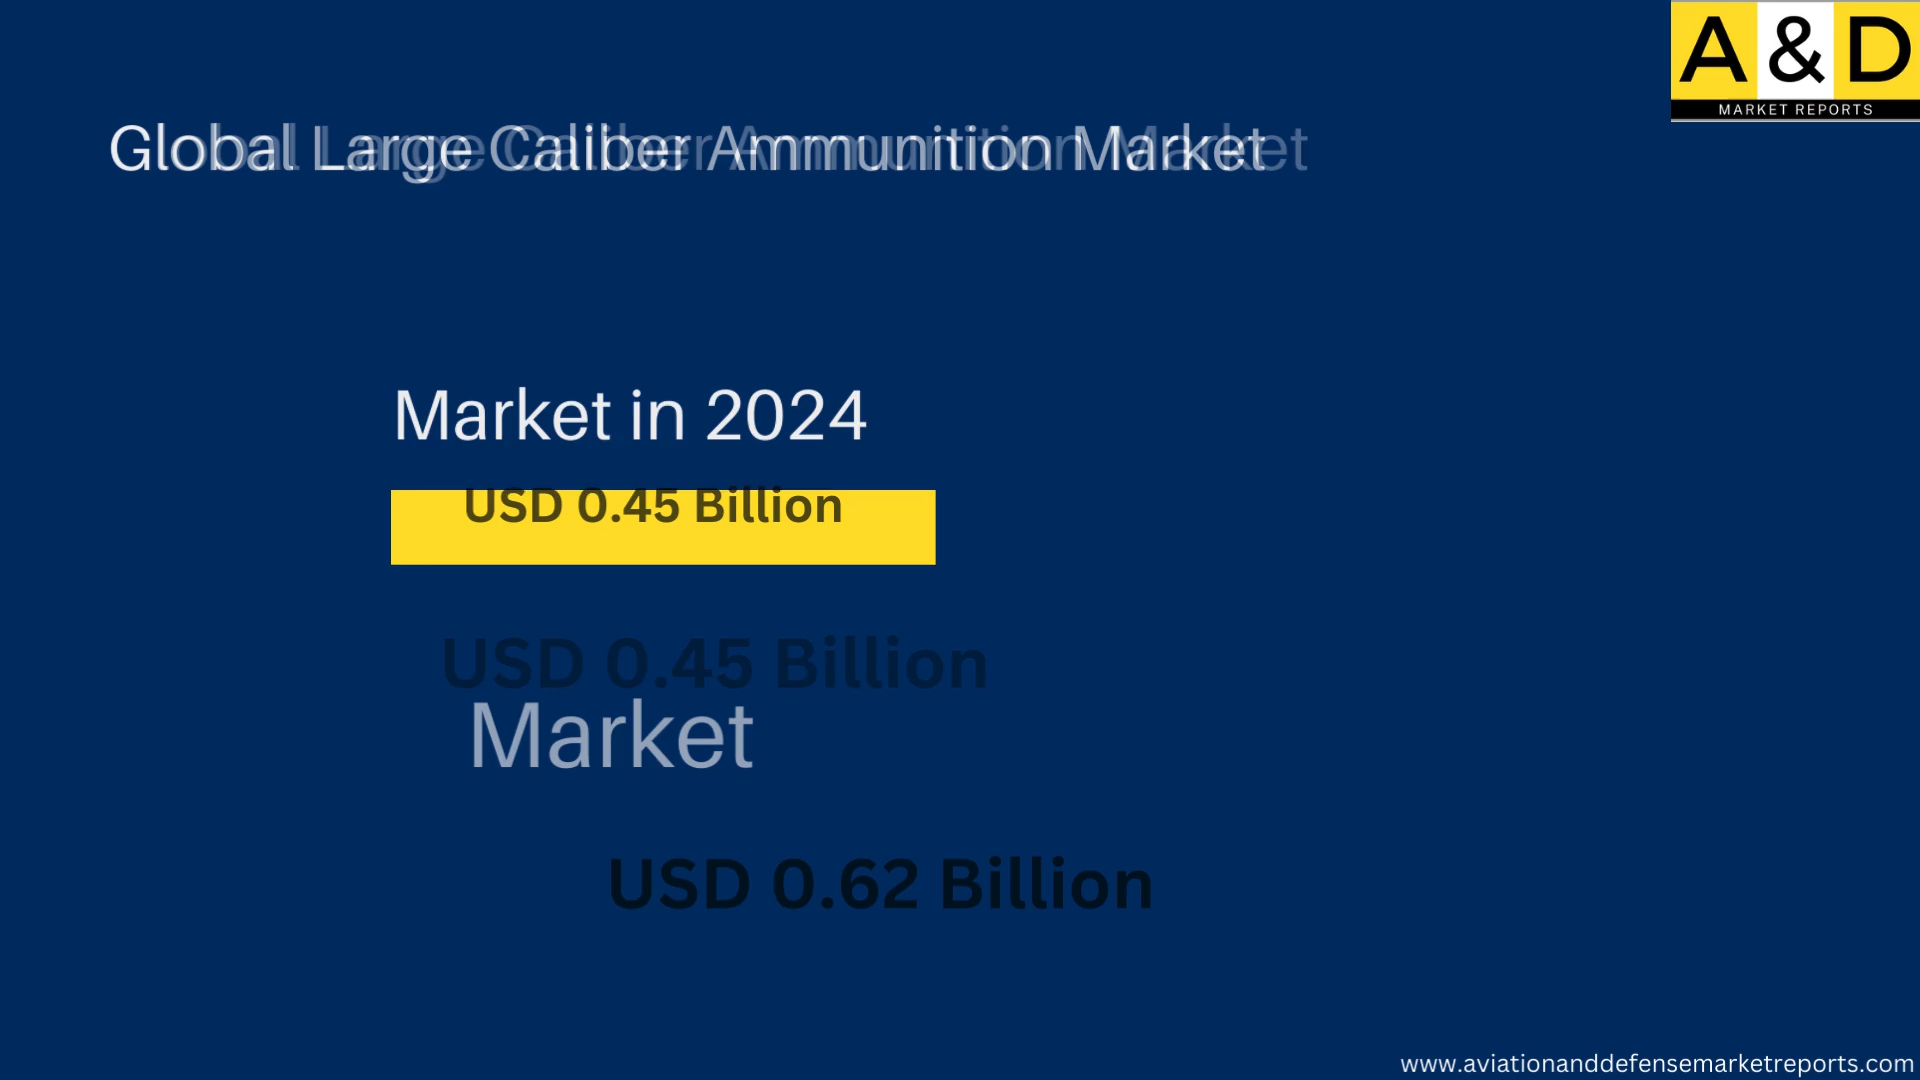 A & D
MARKET REPORTS
Global Large Caliber Ammunition Market
Market in 2024
USD 0.45 Billion
USD 0.45 Billion
Market
USD 0.62 Billion
www.aviationanddefensemarketreports.com